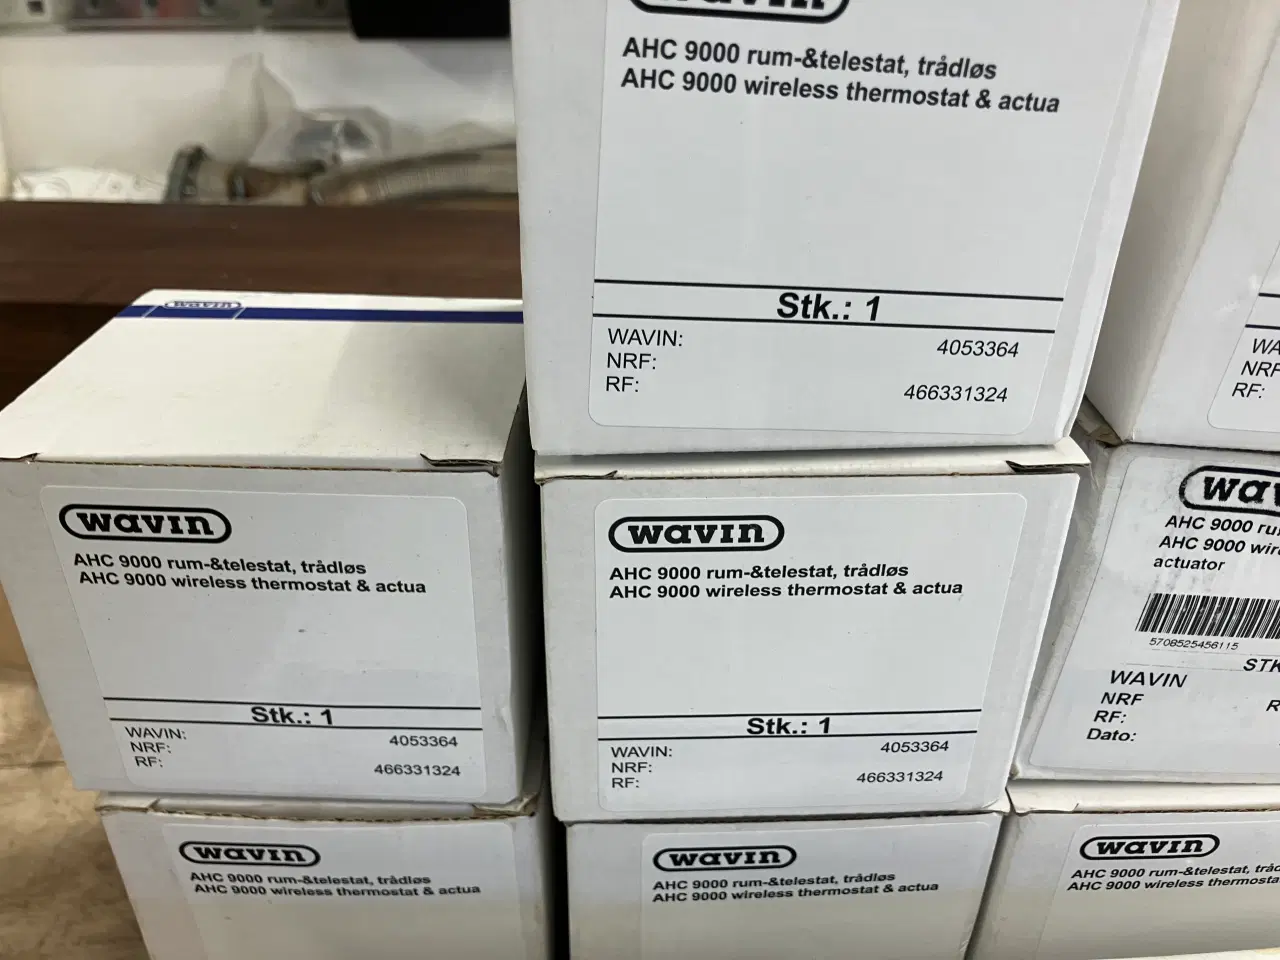 wavin
AHC 9000 rum-&telestat, trådløs
AHC 9000 wireless thermostat & actua
Stk.: 1
WAVIN: 4053364
NRF:
RF: 466331324
wavin
wavin
AHC 9000 rum-&telestat, trådløs
AHC 9000 wireless thermostat & actua
Stk.: 1
WAVIN: 4053364
NRF:
RF: 466331324
wavin
AHC 9000 rum-&telestat, trådløs
AHC 9000 wireless thermostat & actua
Stk.: 1
WAVIN: 4053364
NRF:
RF: 466331324
NRF
RF:
AHC 9000
AHC 9000
actuator
5708525456115
STK
WAVIN
NRF
RF:
Dato:
wavin
AHC 9000 rum-&telestat, trådløs
AHC 9000 wireless thermostat & actua
wavin
AHC 9000 rum-&telestat, trådløs
AHC 9000 wireless thermostat & actua
wavin
AHC 9000 rum-&telestat,
AHC 9000 wireless